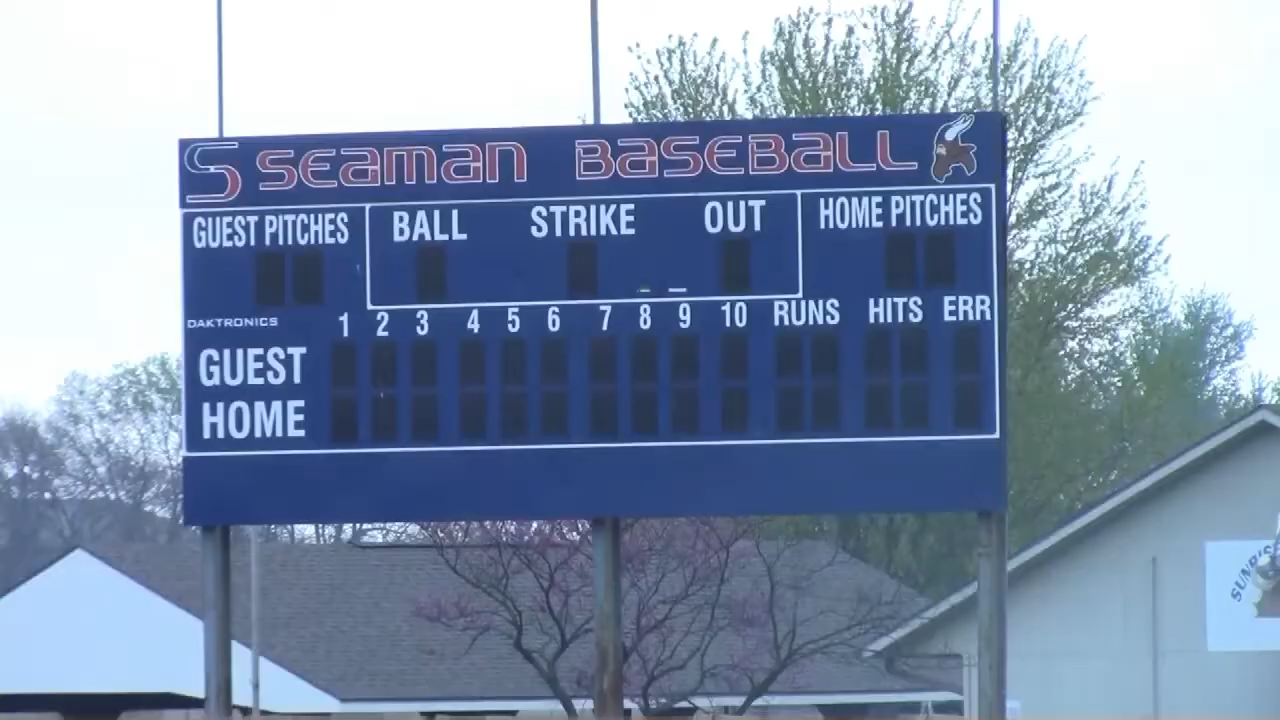 S SEAMAN BASEBALL
GUEST PITCHES BALL STRIKE OUT HOME PITCHES
DAKTRONICS 1 2 3 4 5 6 7 8 9 10 RUNS HITS ERR
GUEST
HOME